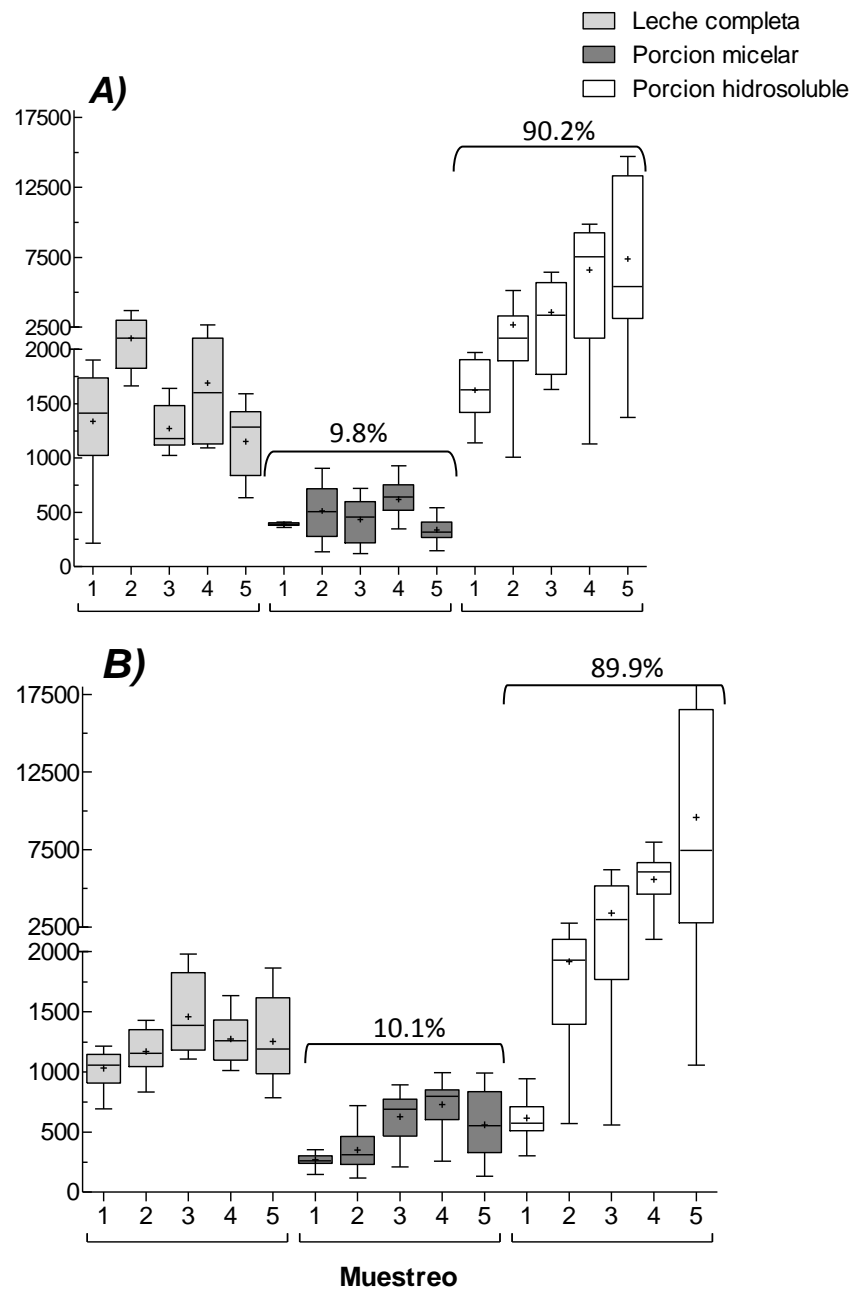 Leche completa
Porcion micelar
Porcion hidrosoluble
A)
90.2%
17500
12500
7500
2500
2000
1500
9.8%
1000
500
0
1 2 3 4 5 1 2 3 4 5 1 2 3 4 5
B)
89.9%
17500
12500
7500
2500
2000
1500
10.1%
1000
500
0
1 2 3 4 5 1 2 3 4 5 1 2 3 4 5
Muestreo